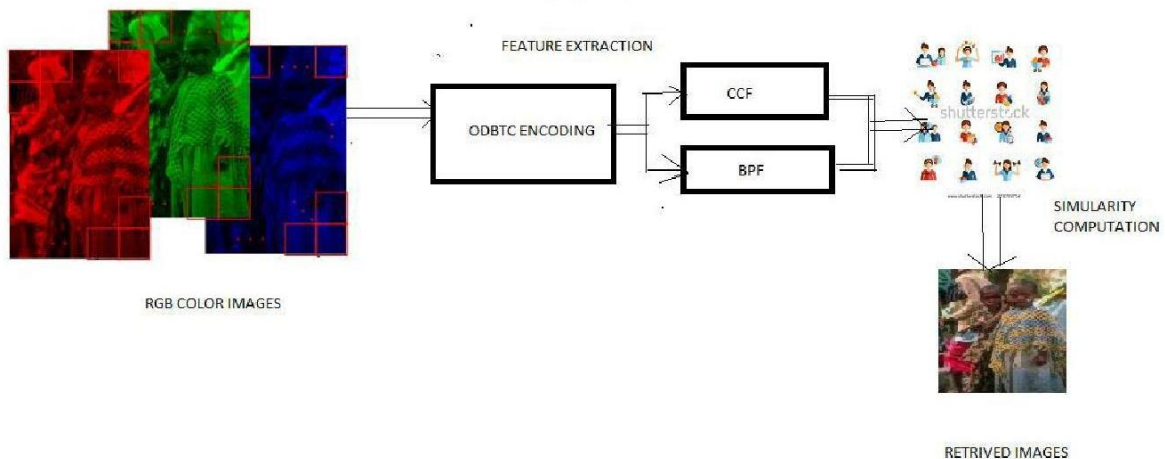 FEATURE EXTRACTION
CCF
ODBTC ENCODING
BPF
shutterstock
SIMULARITY
COMPUTATION
RGB COLOR IMAGES
RETRIVED IMAGES